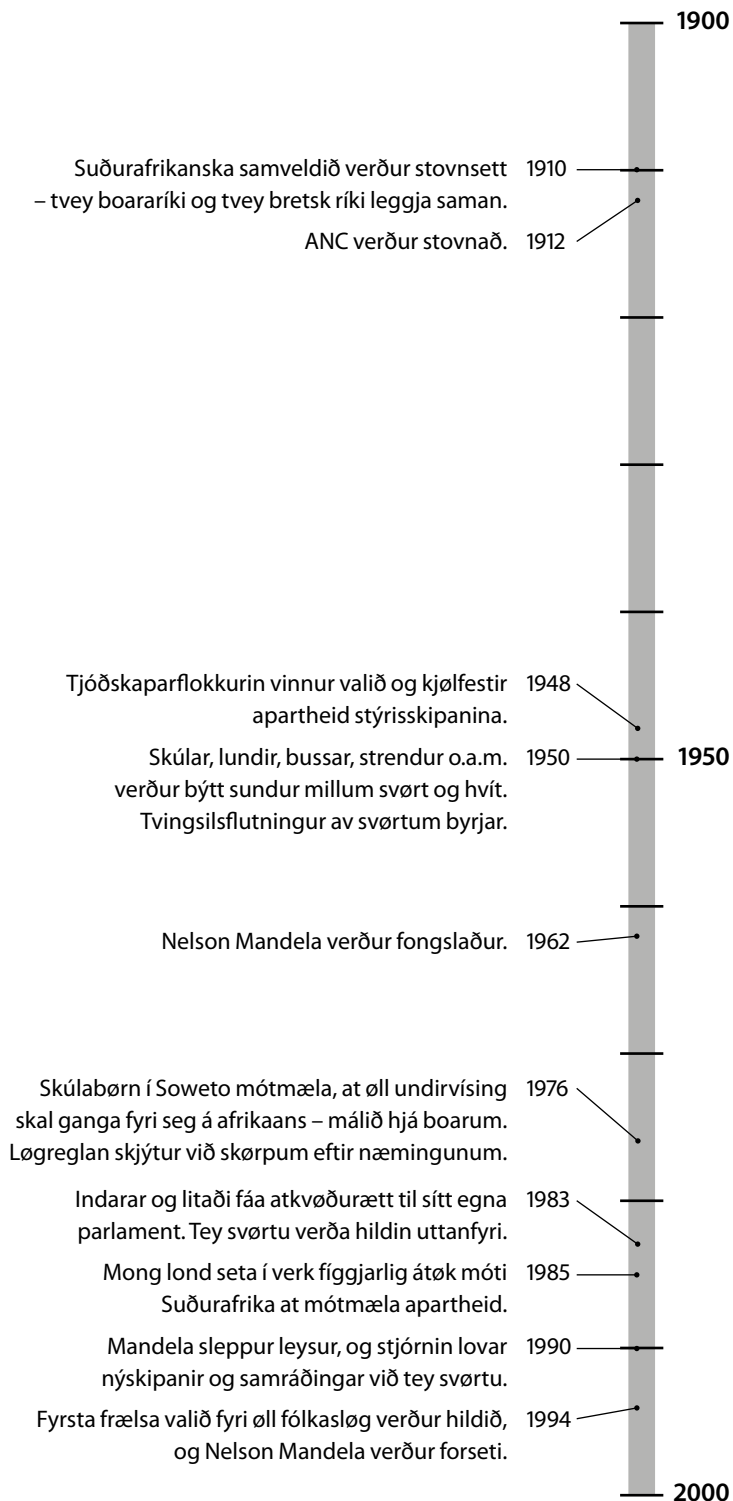 1900
Suðurafrikanska samveldið verður stovnsett 1910
– tvey boararíki og tvey bretsk ríki leggja saman.
ANC verður stovnað. 1912
Tjóðskaparflokkurin vinnur valið og kjølfestir 1948
apartheid stýrisskipanina.
Skúlar, lundir, bussar, strendur o.a.m. 1950 1950
verður býtt sundur millum svørt og hvít.
Tvingsilsflutningur av svørtum byrjar.
Nelson Mandela verður fongslaður. 1962
Skúlabørn í Soweto mótmæla, at øll undirvísing 1976
skal ganga fyri seg á afrikaans – málið hjá boarum.
Løgreglan skjýtur við skørpum eftir næmingunum.
Indarar og litaði fáa atkvøðurætt til sítt egna 1983
parlament. Tey svørtu verða hildin uttanfyri.
Mong lond seta í verk fíggjarlig átøk móti 1985
Suðurafrika at mótmæla apartheid.
Mandela sleppur leysur, og stjórnin lovar 1990
nýskipanir og samráðingar við tey svørtu.
Fyrsta frælsa valið fyri øll fólkasløg verður hildið, 1994
og Nelson Mandela verður forseti.
2000